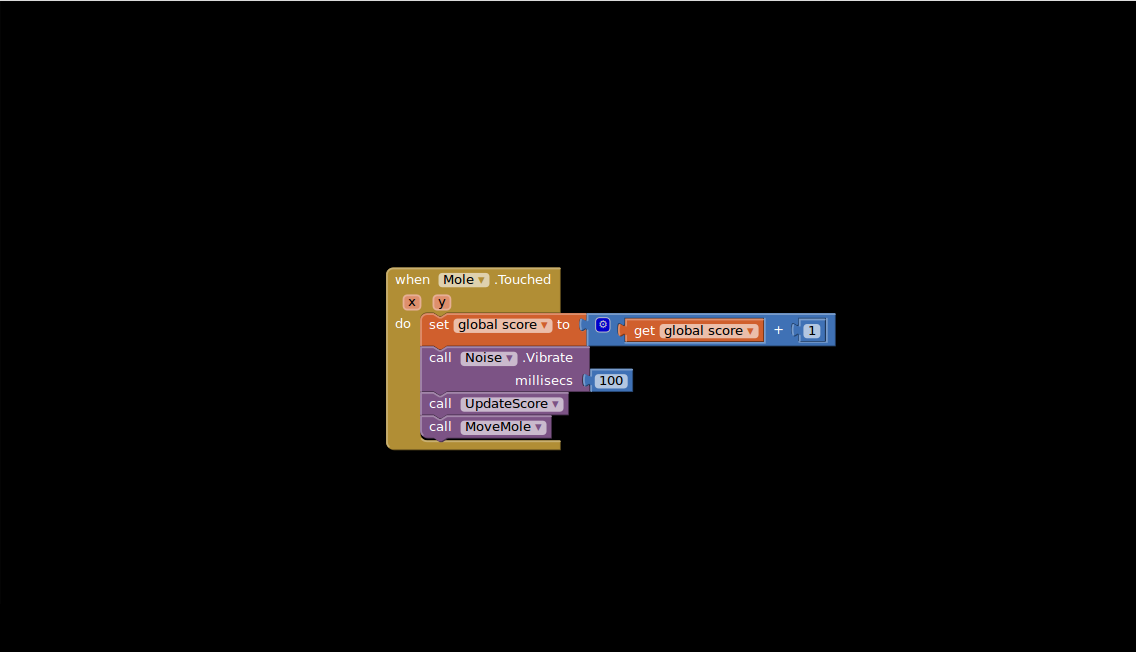 when Mole .Touched
x y
do set global score to get global score + 1
call Noise .Vibrate
millisecs 100
call UpdateScore
call MoveMole